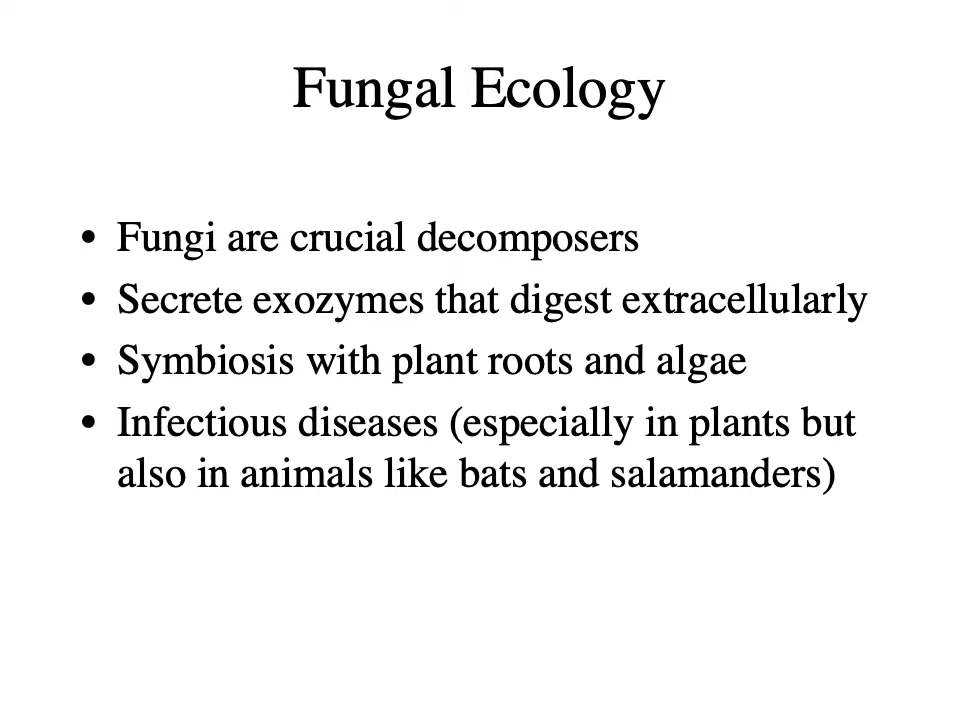 Fungal Ecology
• Fungi are crucial decomposers
• Secrete exozymes that digest extracellularly
• Symbiosis with plant roots and algae
• Infectious diseases (especially in plants but
also in animals like bats and salamanders)